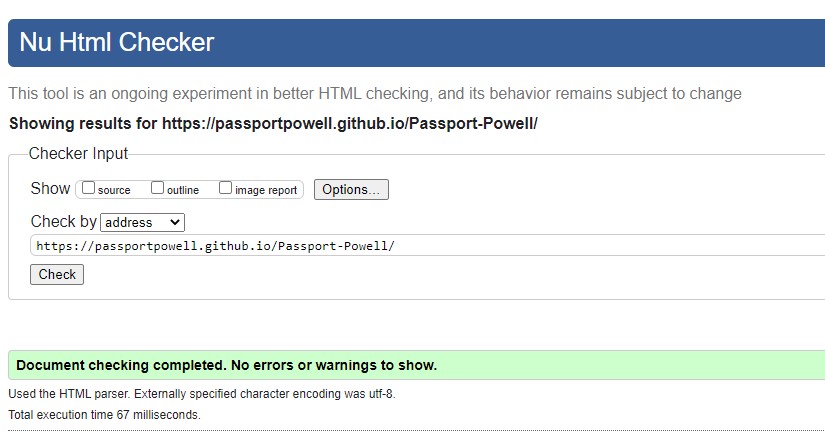 Nu Html Checker
This tool is an ongoing experiment in better HTML checking, and its behavior remains subject to change
Showing results for https://passportpowell.github.io/Passport-Powell/
Checker Input
Show source outline image report Options...
Check by address
https://passportpowell.github.io/Passport-Powell/
Check
Document checking completed. No errors or warnings to show.
Used the HTML parser. Externally specified character encoding was utf-8.
Total execution time 67 milliseconds.